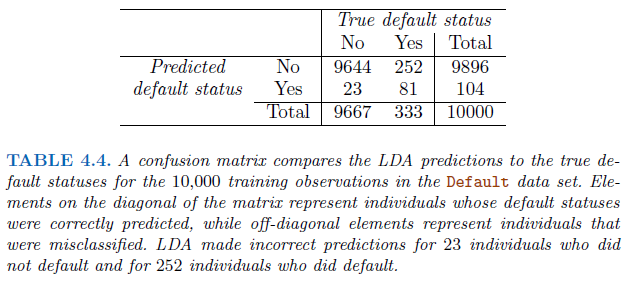 True default status
No Yes Total
Predicted No 9644 252 9896
default status Yes 23 81 104
Total 9667 333 10000
TABLE 4.4. A confusion matrix compares the LDA predictions to the true de-
fault statuses for the 10,000 training observations in the Default data set. Ele-
ments on the diagonal of the matrix represent individuals whose default statuses
were correctly predicted, while off-diagonal elements represent individuals that
were misclassified. LDA made incorrect predictions for 23 individuals who did
not default and for 252 individuals who did default.